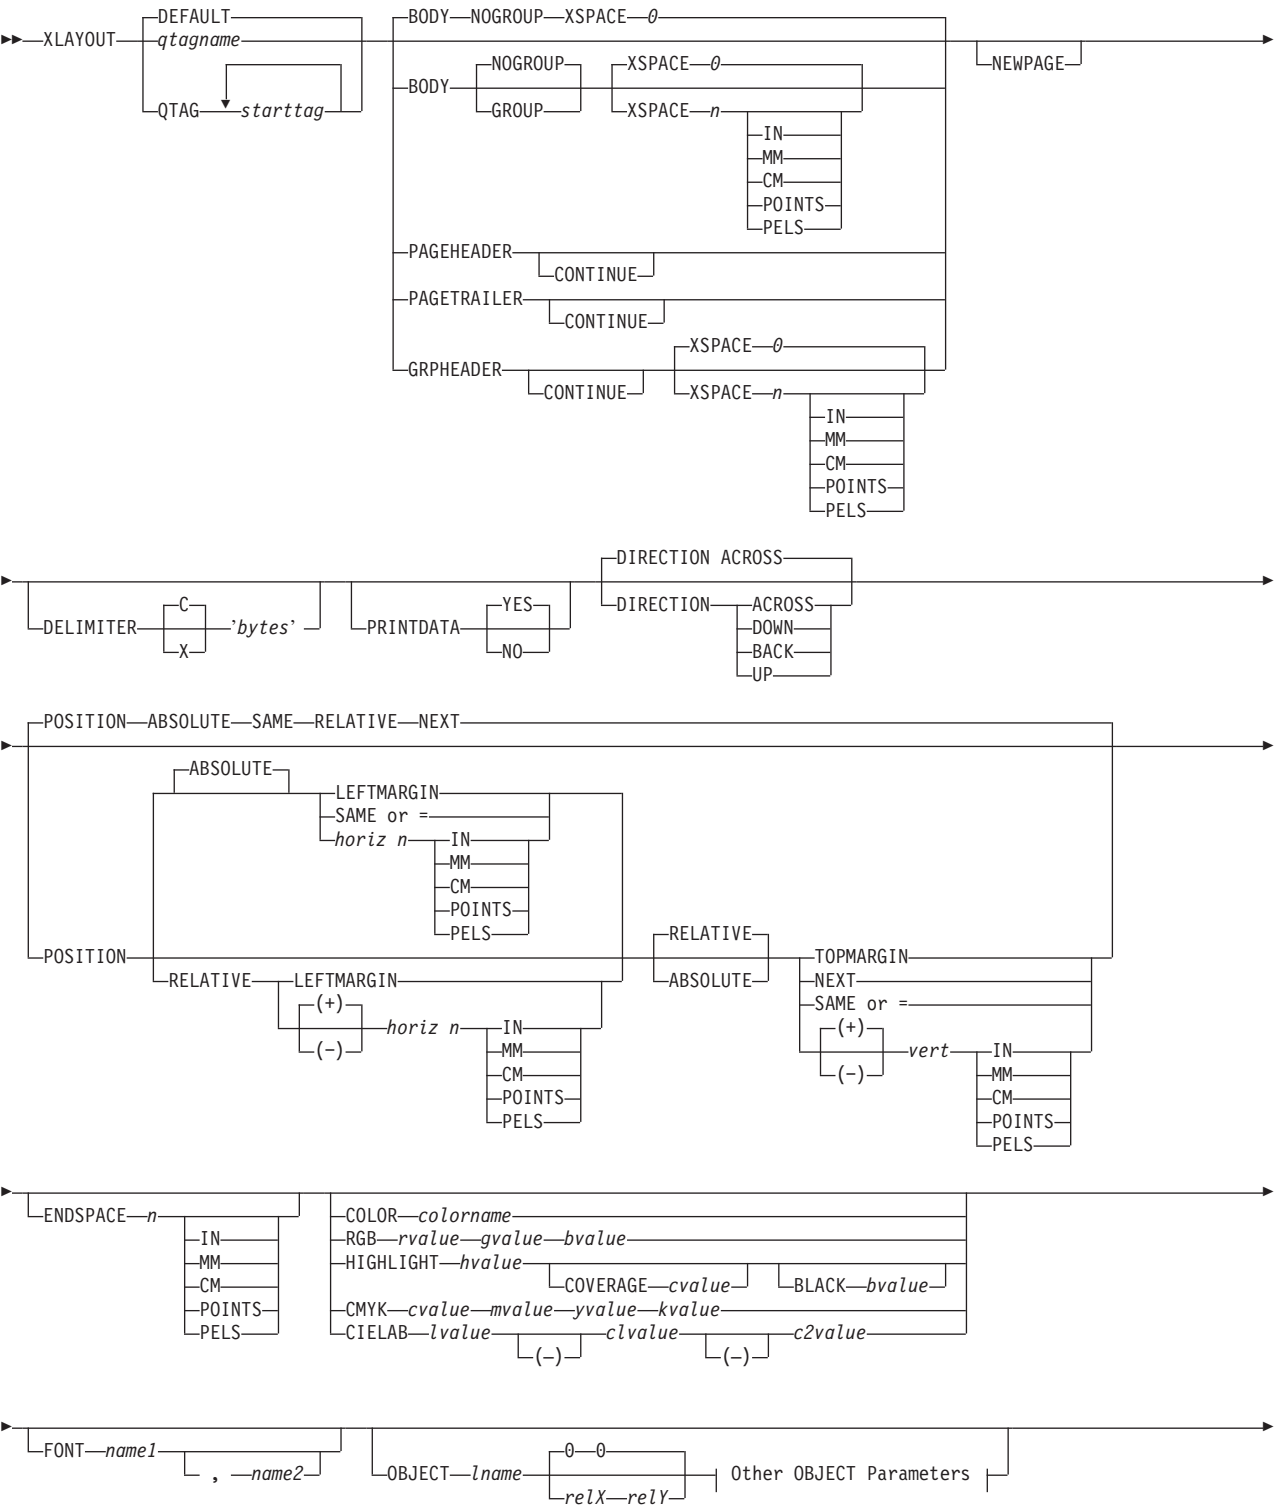 DEFAULT BODY NOGROUP XSPACE 0
XLAYOUT qtagname
NEWPAGE
NOGROUP XSPACE 0
BODY
QTAG starttag GROUP XSPACE n
IN
MM
CM
POINTS
PELS
PAGEHEADER
CONTINUE
PAGETRAILER
CONTINUE
XSPACE 0
GRPHEADER
CONTINUE XSPACE n
IN
MM
CM
POINTS
PELS
DIRECTION ACROSS
C YES DIRECTION ACROSS
DELIMITER 'bytes' PRINTDATA DOWN
X NO BACK
UP
POSITION ABSOLUTE SAME RELATIVE NEXT
ABSOLUTE
LEFTMARGIN
SAME or =
horiz n IN
MM
CM
POINTS
PELS RELATIVE
POSITION TOPMARGIN
RELATIVE LEFTMARGIN ABSOLUTE NEXT
(+) SAME or =
horiz n IN (+)
(–) MM vert IN
CM (–) MM
POINTS CM
PELS POINTS
PELS
ENDSPACE n COLOR colorname
IN RGB rvalue gvalue bvalue
MM HIGHLIGHT hvalue
CM COVERAGE cvalue BLACK bvalue
POINTS CMYK cvalue mvalue yvalue kvalue
PELS CIELAB lvalue c1value c2value
(–) (–)
FONT name1 0 0
, name2 OBJECT lname Other OBJECT Parameters
relX relY